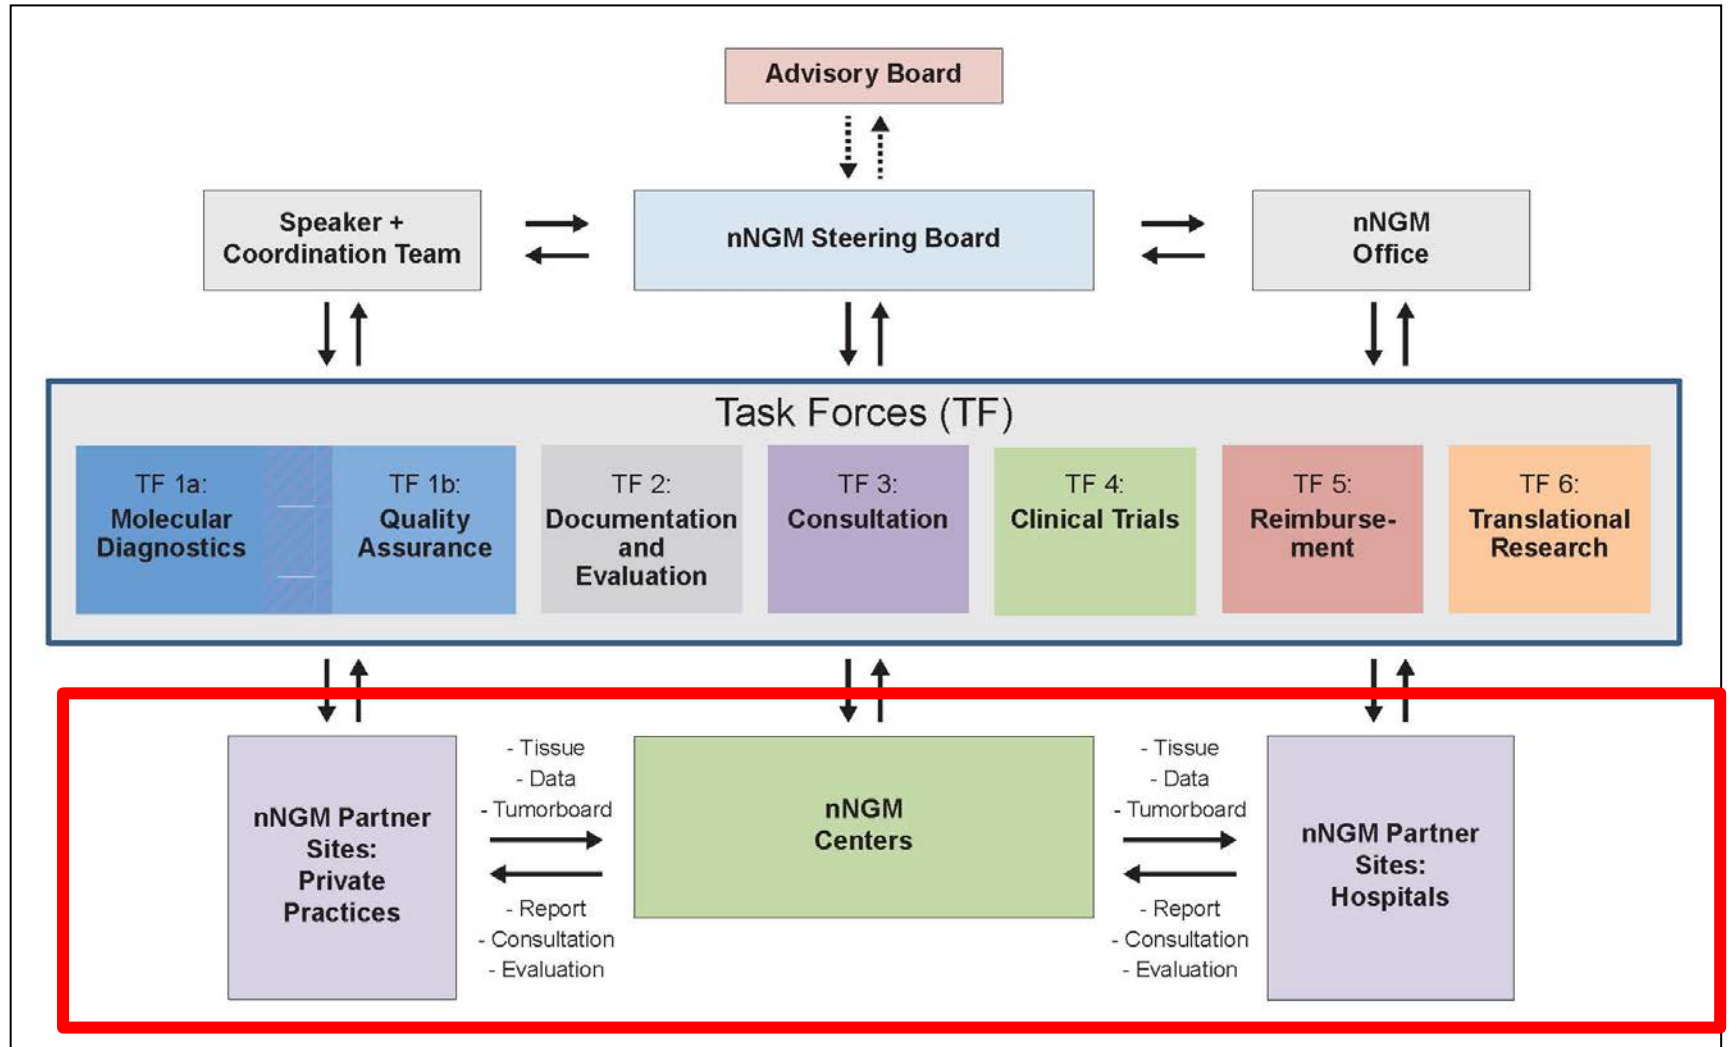 Advisory Board
Speaker +
Coordination Team
nNGM Steering Board
nNGM
Office
Task Forces (TF)
TF 1a:
Molecular
Diagnostics
TF 1b:
Quality
Assurance
TF 2:
Documentation
and
Evaluation
TF 3:
Consultation
TF 4:
Clinical Trials
TF 5:
Reimburse-
ment
TF 6:
Translational
Research
nNGM Partner
Sites:
Private
Practices
- Tissue
- Data
- Tumorboard
- Report
- Consultation
- Evaluation
nNGM
Centers
- Tissue
- Data
- Tumorboard
- Report
- Consultation
- Evaluation
nNGM Partner
Sites:
Hospitals